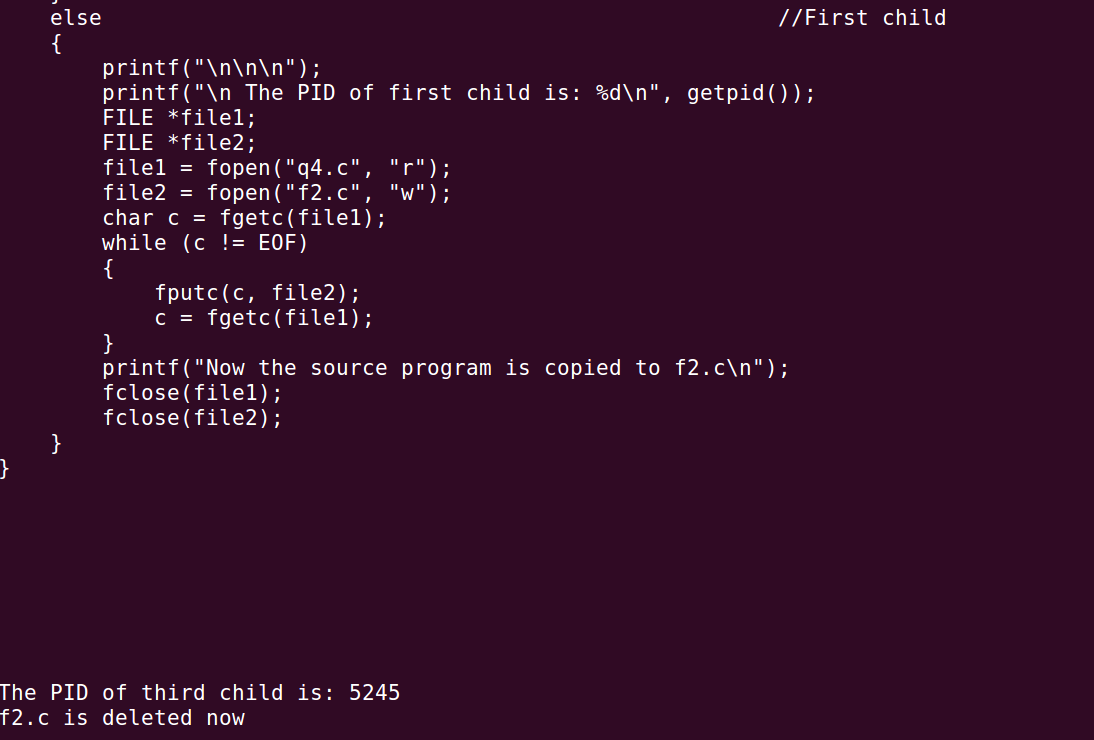 }
    else                                                    //First child
    {
        printf("\n\n\n");
        printf("\n The PID of first child is: %d\n", getpid());
        FILE *file1;
        FILE *file2;
        file1 = fopen("q4.c", "r");
        file2 = fopen("f2.c", "w");
        char c = fgetc(file1);
        while (c != EOF)
        {
            fputc(c, file2);
            c = fgetc(file1);
        }
        printf("Now the source program is copied to f2.c\n");
        fclose(file1);
        fclose(file2);
    }
}
The PID of third child is: 5245
f2.c is deleted now